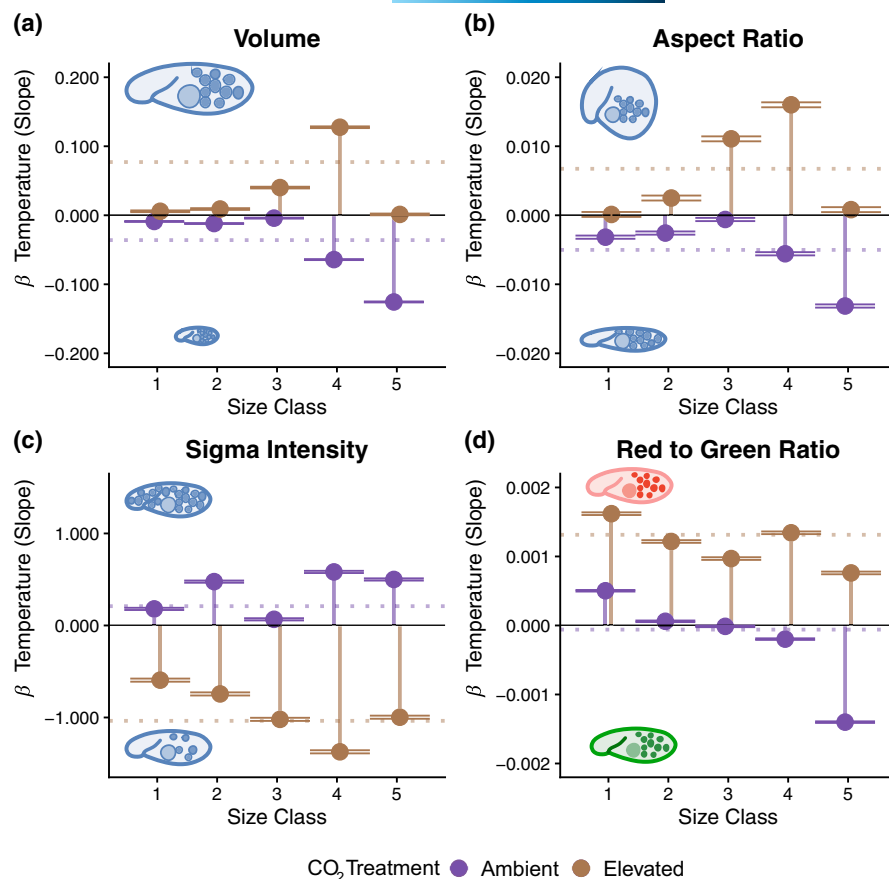 (a) Volume
(b) Aspect Ratio
β Temperature (Slope)
0.200
0.100
0.000
−0.100
−0.200
1 2 3 4 5
Size Class
β Temperature (Slope)
0.020
0.010
0.000
−0.010
−0.020
1 2 3 4 5
Size Class
(c) Sigma Intensity
(d) Red to Green Ratio
β Temperature (Slope)
1.000
0.000
−1.000
1 2 3 4 5
Size Class
β Temperature (Slope)
0.002
0.001
0.000
−0.001
−0.002
1 2 3 4 5
Size Class
CO₂ Treatment Ambient Elevated